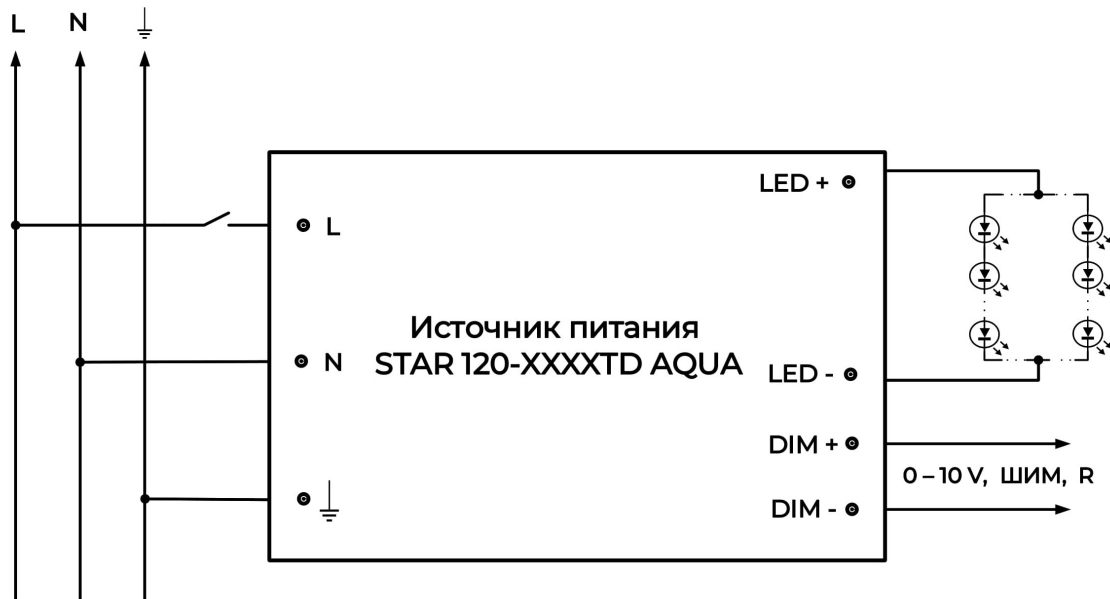 L N
LED +
L
Источник питания
STAR 120-XXXXTD AQUA
N
LED -
DIM +
0 – 10 V, ШИМ, R
DIM -